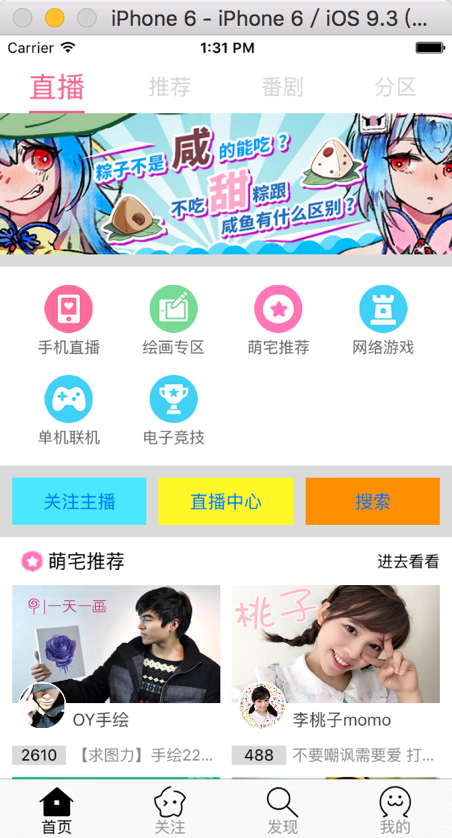 iPhone 6 - iPhone 6 / iOS 9.3 (...
Carrier
1:31 PM
直播
推荐
番剧
分区
粽子不是咸的能吃？
不吃甜粽跟
咸鱼有什么区别？
手机直播
绘画专区
萌宅推荐
网络游戏
单机联机
电子竞技
关注主播
直播中心
搜索
萌宅推荐
进去看看
一天一画
桃子
OY手绘
李桃子momo
2610
【求图力】手绘22...
488
不要嘲讽需要爱 打...
首页
关注
发现
我的